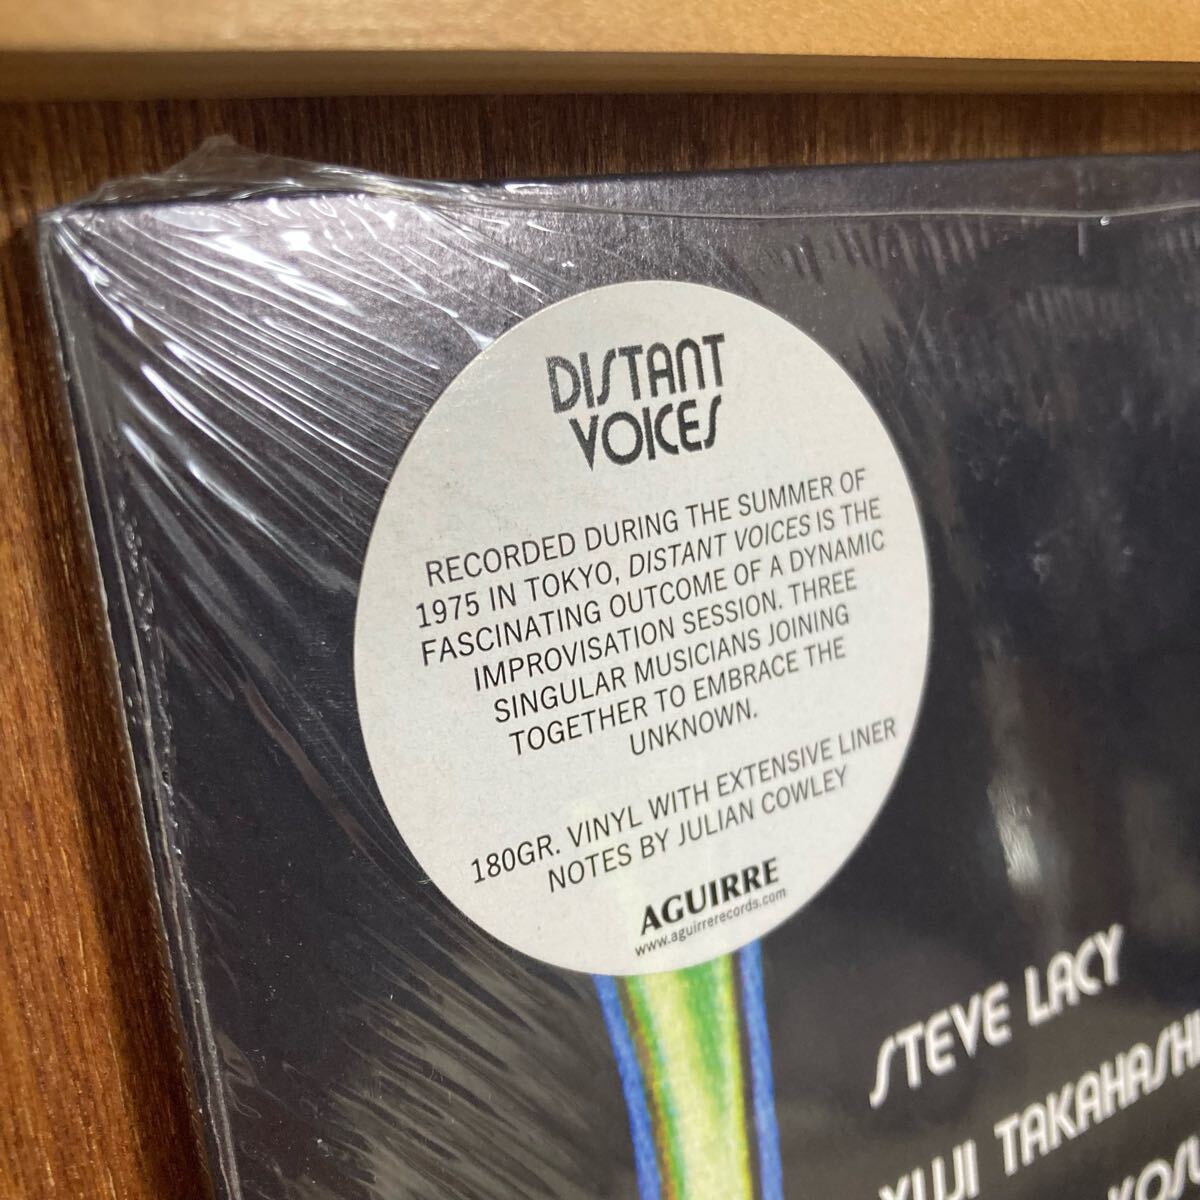 DISTANT
VOICES
RECORDED DURING THE SUMMER OF
1975 IN TOKYO, DISTANT VOICES IS THE
FASCINATING OUTCOME OF A DYNAMIC
IMPROVISATION SESSION. THREE
SINGULAR MUSICIANS JOINING
TOGETHER TO EMBRACE THE
UNKNOWN.
180GR. VINYL WITH EXTENSIVE LINER
NOTES BY JULIAN COWLEY
AGUIRRE
www.aguirrerecords.com
STEVE LACY
YUJI TAKAHASHI